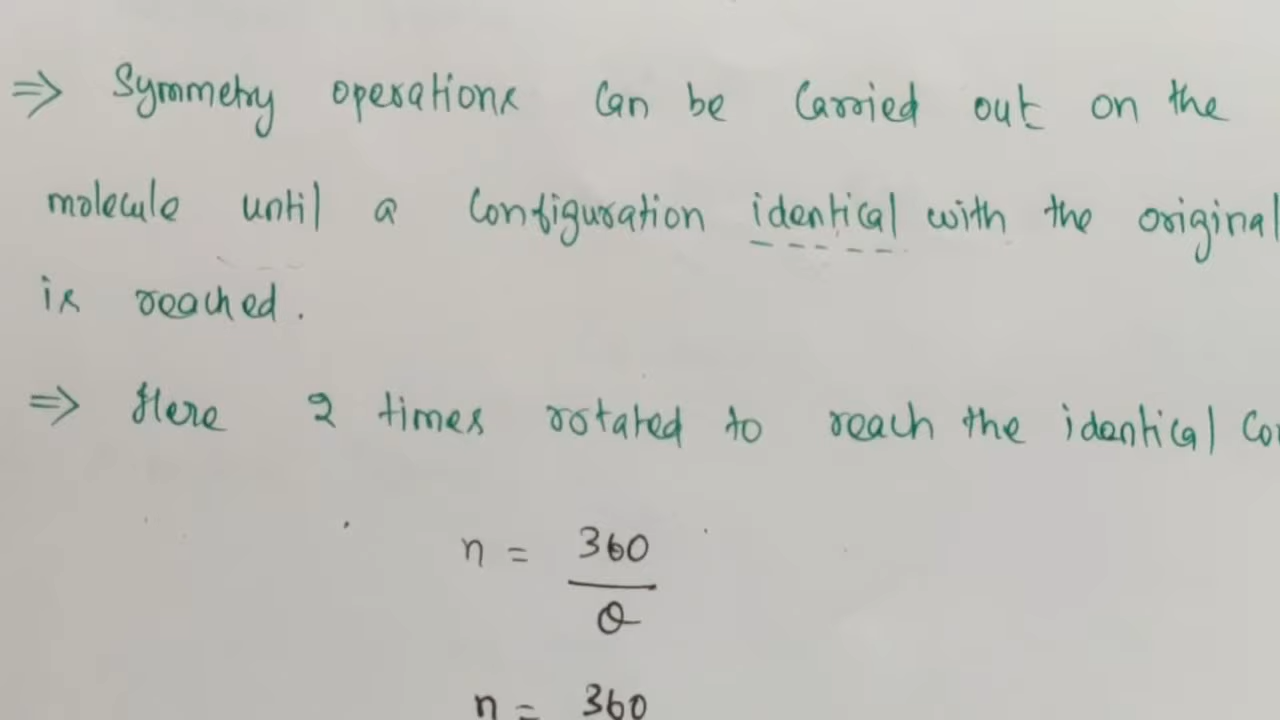 ⇒ Symmetry operations can be carried out on the
molecule until a configuration identical with the original
is reached.
⇒ Here 2 times rotated to reach the identical
n = 360
θ
n = 360